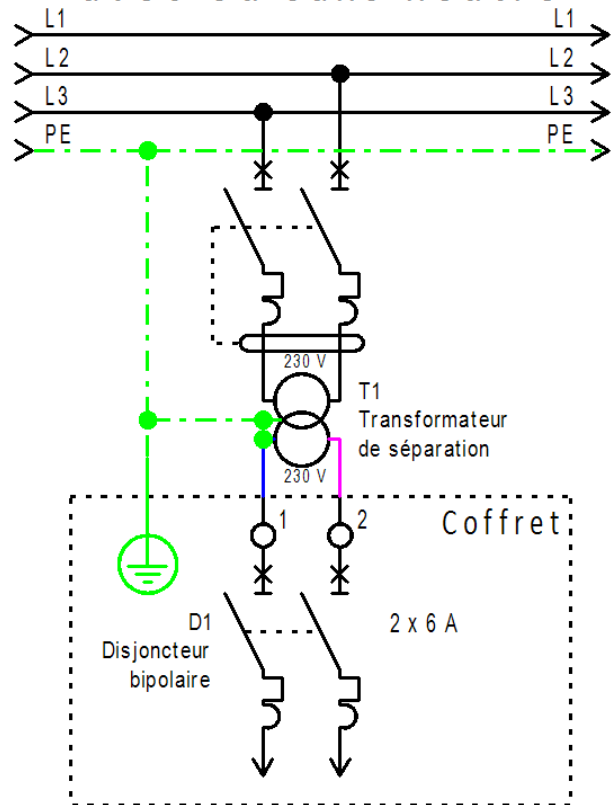 L1 L1
L2 L2
L3 L3
PE PE
230 V
T1
Transformateur
de séparation
230 V
1 2
Coffret
D1
Disjoncteur
bipolaire
2 x 6 A